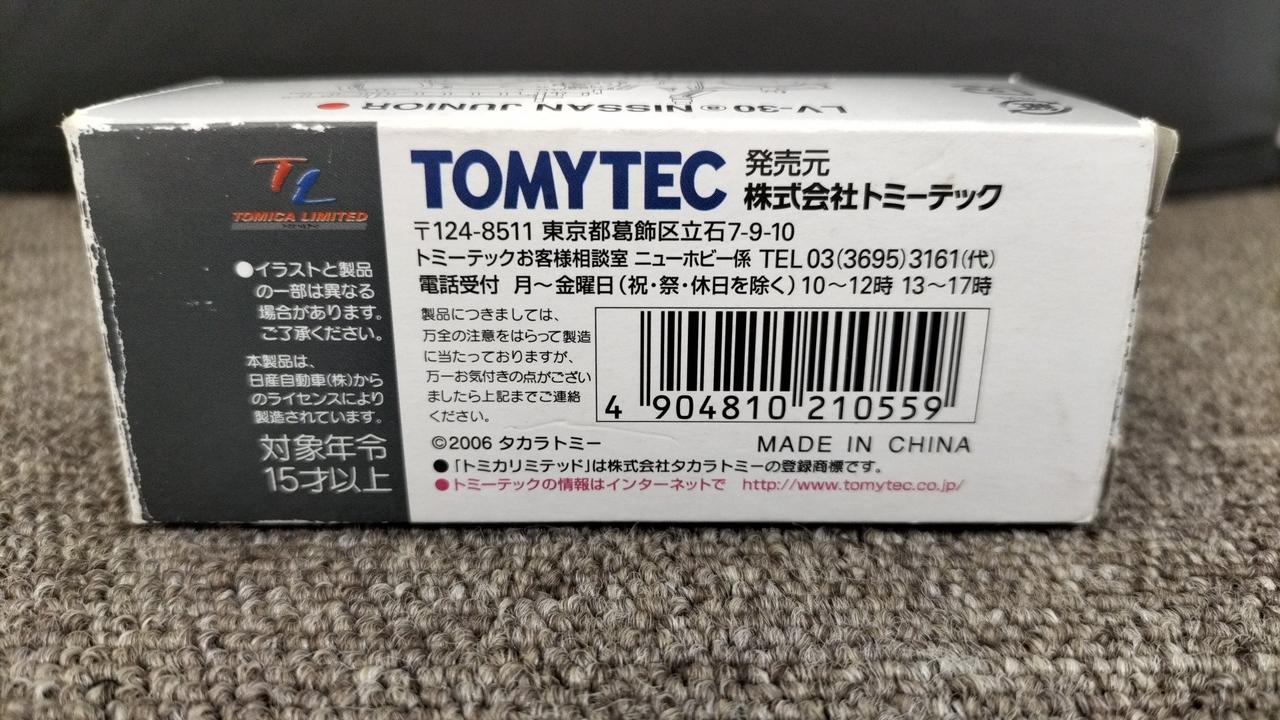 LV-30® NISSAN JUNIOR ●
TL
TOMICA LIMITED
●イラストと製品
の一部は異なる
場合があります。
ご了承ください。
本製品は、
日産自動車(株)から
のライセンスにより
製造されています。
対象年令
15才以上
TOMYTEC 発売元
株式会社トミーテック
〒124-8511 東京都葛飾区立石7-9-10
トミーテックお客様相談室 ニューホビー係 TEL 03(3695)3161(代)
電話受付 月〜金曜日(祝・祭・休日を除く)10〜12時 13〜17時
製品につきましては、
万全の注意をはらって製造
に当たっておりますが、
万一お気付きの点がござい
ましたら上記までご連絡
ください。
4 904810 210559
©2006 タカラトミー MADE IN CHINA
●「トミカリミテッド」は株式会社タカラトミーの登録商標です。
●トミーテックの情報はインターネットで http://www.tomytec.co.jp/